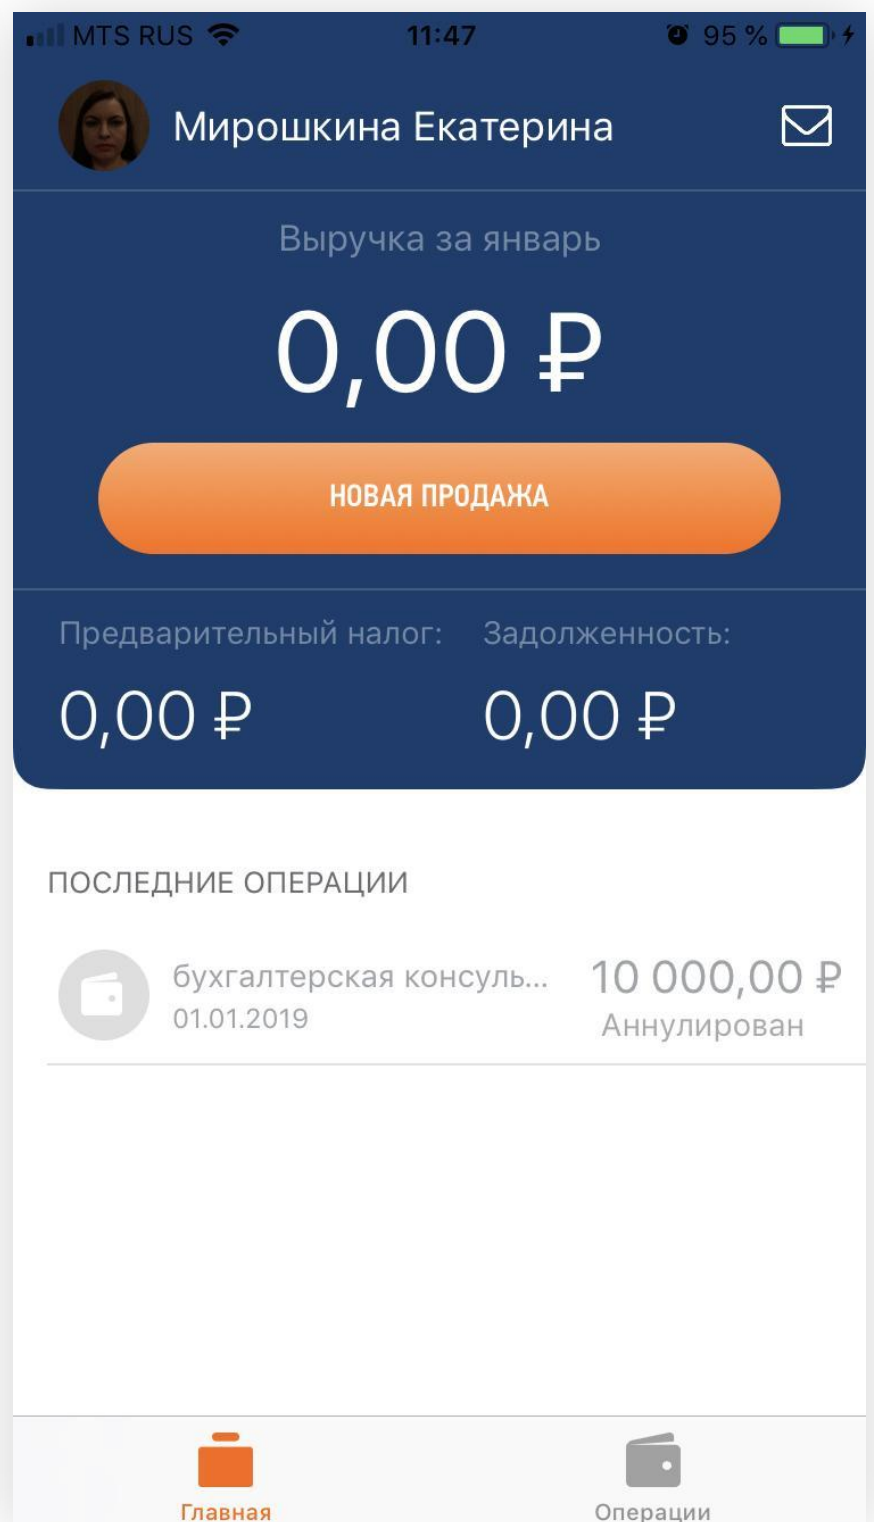 MTS RUS 11:47 95 %
Мирошкина Екатерина
Выручка за январь
0,00 ₽
НОВАЯ ПРОДАЖА
Предварительный налог: Задолженность:
0,00 ₽ 0,00 ₽
ПОСЛЕДНИЕ ОПЕРАЦИИ
бухгалтерская консуль... 10 000,00 ₽
01.01.2019 Аннулирован
Главная Операции